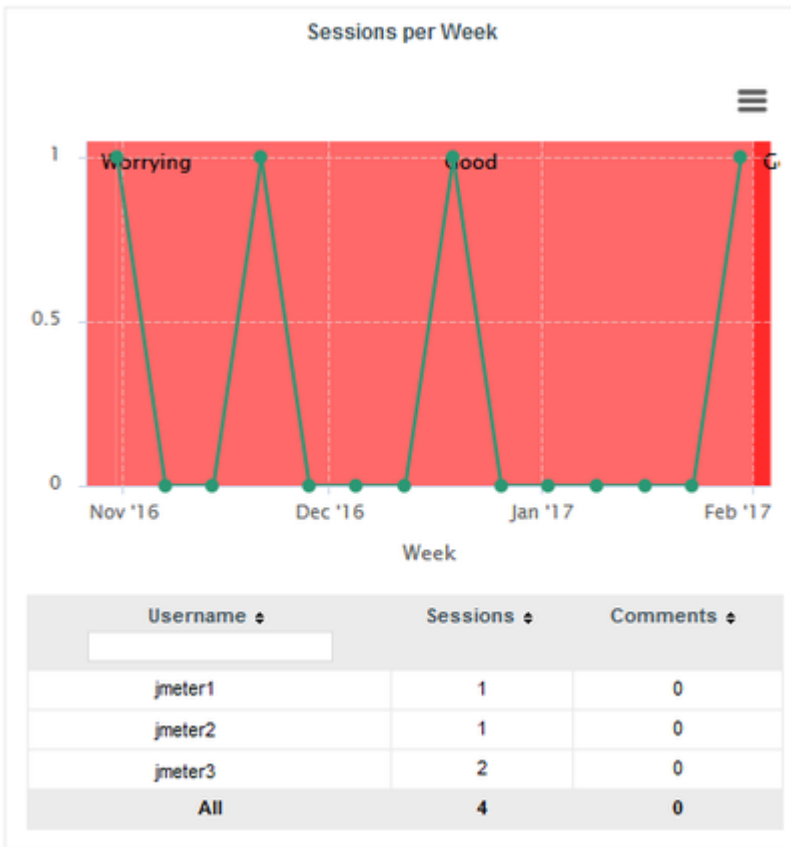 Sessions per Week
1
Worrying
Good
0.5
0
Nov '16
Dec '16
Jan '17
Feb '17
Week
Username Sessions Comments
jmeter1 1 0
jmeter2 1 0
jmeter3 2 0
All 4 0